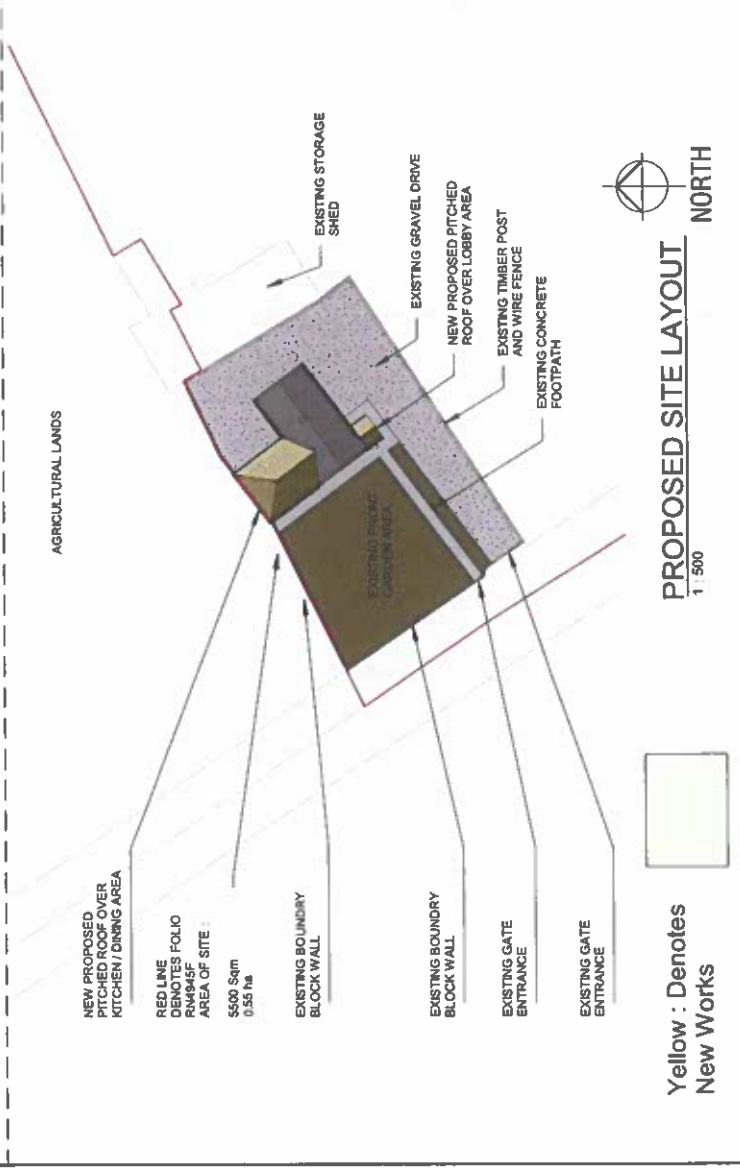 AGRICULTURAL LANDS
NEW PROPOSED
PITCHED ROOF OVER
KITCHEN / DINING AREA
RED LINE
DENOTES FOLIO
RN4945F
AREA OF SITE :
5500 Sqm
0.55 ha
EXISTING BOUNDRY
BLOCK WALL
EXISTING BOUNDRY
BLOCK WALL
EXISTING GATE
ENTRANCE
EXISTING GATE
ENTRANCE
EXISTING FRONT
GARDEN AREA
EXISTING STORAGE
SHED
EXISTING GRAVEL DRIVE
NEW PROPOSED PITCHED
ROOF OVER LOBBY AREA
EXISTING TIMBER POST
AND WIRE FENCE
EXISTING CONCRETE
FOOTPATH
PROPOSED SITE LAYOUT
1 : 500
NORTH
Yellow : Denotes
New Works